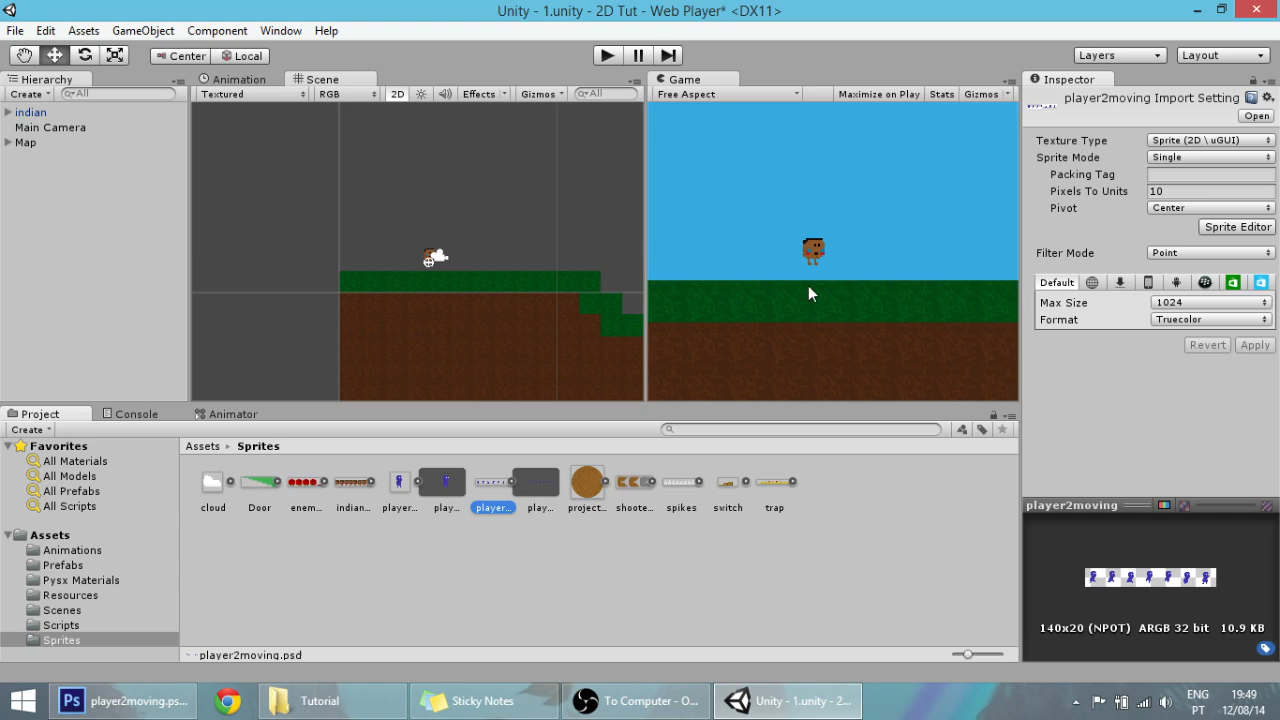 Unity - 1.unity - 2D Tut - Web Player* <DX11>
File Edit Assets GameObject Component Window Help
Center Local Layers Layout
Hierarchy Animation Scene Game Inspector
Create All Textured RGB 2D Effects Gizmos All Free Aspect Maximize on Play Stats Gizmos player2moving Import Setting
Open
indian
Main Camera
Map
Texture Type Sprite (2D \ uGUI)
Sprite Mode Single
Packing Tag
Pixels To Units 10
Pivot Center
Sprite Editor
Filter Mode Point
Default
Max Size 1024
Format Truecolor
Revert Apply
Project Console Animator
Create
Favorites
All Materials
All Models
All Prefabs
All Scripts
Assets
Animations
Prefabs
Pysx Materials
Resources
Scenes
Scripts
Sprites
Assets Sprites
cloud Door enem... indian... player... play... player... play... project... shoote... spikes switch trap
player2moving.psd
player2moving
140x20 (NPOT) ARGB 32 bit 10.9 KB
Ps player2moving.ps... Tutorial Sticky Notes To Computer - O... Unity - 1.unity - 2... ENG 19:49
PT 12/08/14